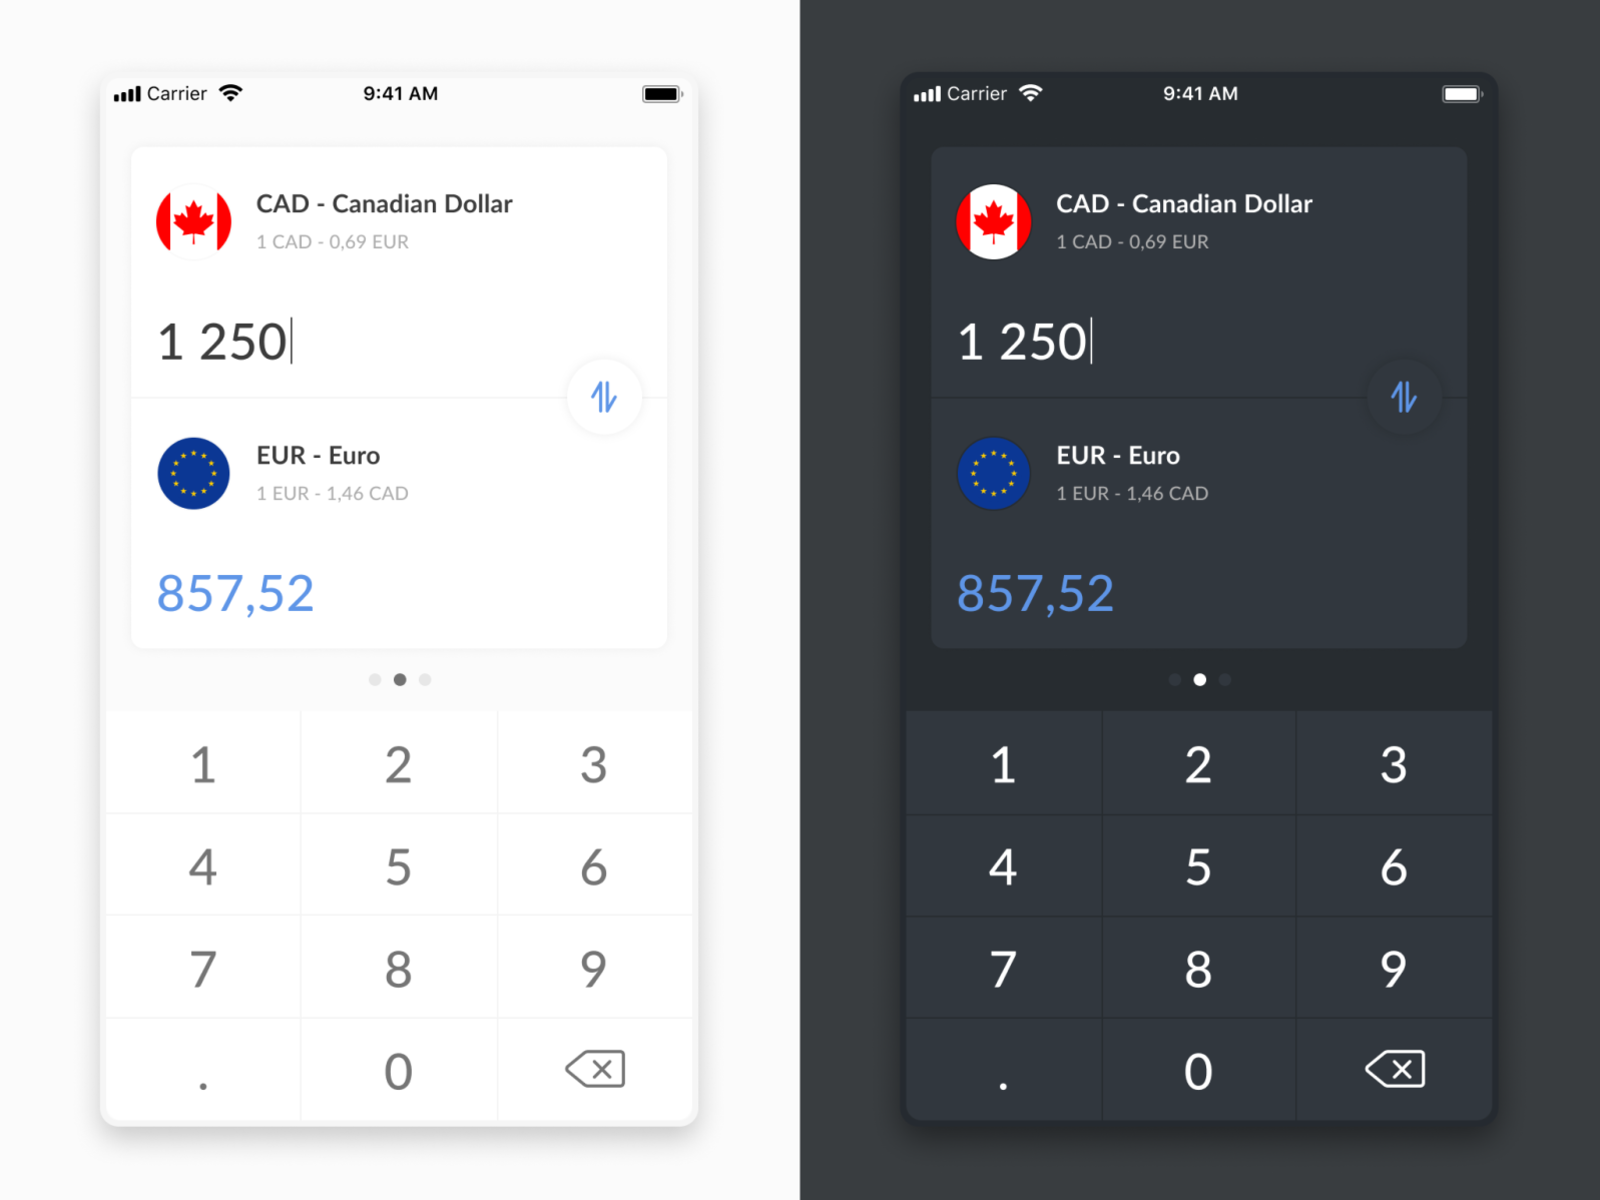 Carrier 9:41 AM
CAD - Canadian Dollar
1 CAD - 0,69 EUR
1 250
EUR - Euro
1 EUR - 1,46 CAD
857,52
1 2 3
4 5 6
7 8 9
. 0
Carrier 9:41 AM
CAD - Canadian Dollar
1 CAD - 0,69 EUR
1 250
EUR - Euro
1 EUR - 1,46 CAD
857,52
1 2 3
4 5 6
7 8 9
. 0